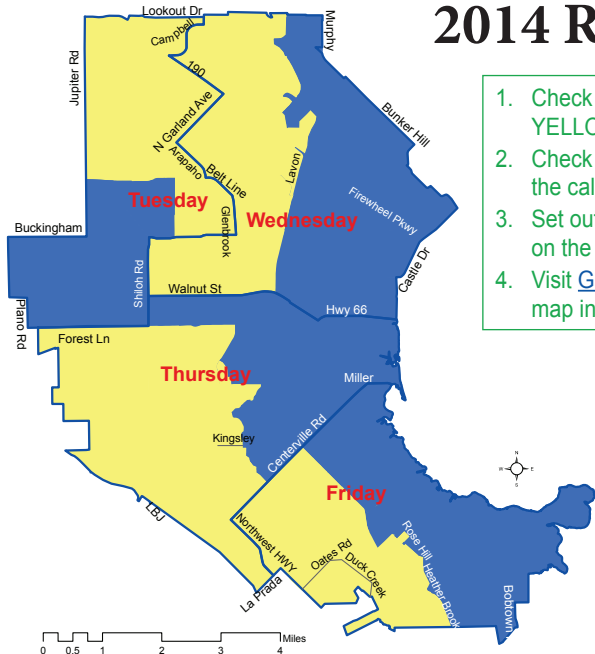 2014 R
Lookout Dr
Campbell
Murphy
190
Jupiter Rd
N Garland Ave
Arapaho
Belt Line
Lavon
Bunker Hill
Firewheel Pkwy
Tuesday
Wednesday
Glenbrook
Buckingham
Shiloh Rd
Castle Dr
Walnut St
Hwy 66
Plano Rd
Forest Ln
Thursday
Miller
Kingsley
Centerville Rd
Friday
LBJ
Northwest HWY
Oates Rd
Duck Creek
La Prada
Rose Hill
Heather Brook
Bobtown
N
W
E
S
Miles
0 0.5 1 2 3 4
1. Check
YELLO
2. Check
the cal
3. Set ou
on the
4. Visit G
map in